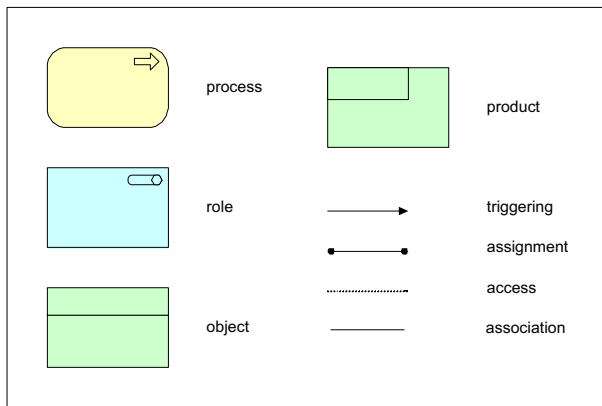 process
product
role
triggering
assignment
access
object
association